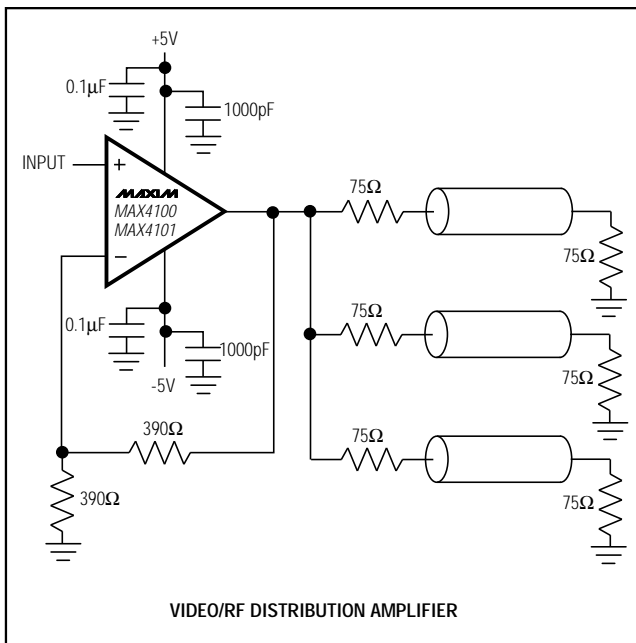 +5V
0.1μF
1000pF
INPUT
+
MAXIM
MAX4100
MAX4101
−
75Ω
75Ω
0.1μF
1000pF
-5V
75Ω
75Ω
390Ω
390Ω
75Ω
75Ω
VIDEO/RF DISTRIBUTION AMPLIFIER